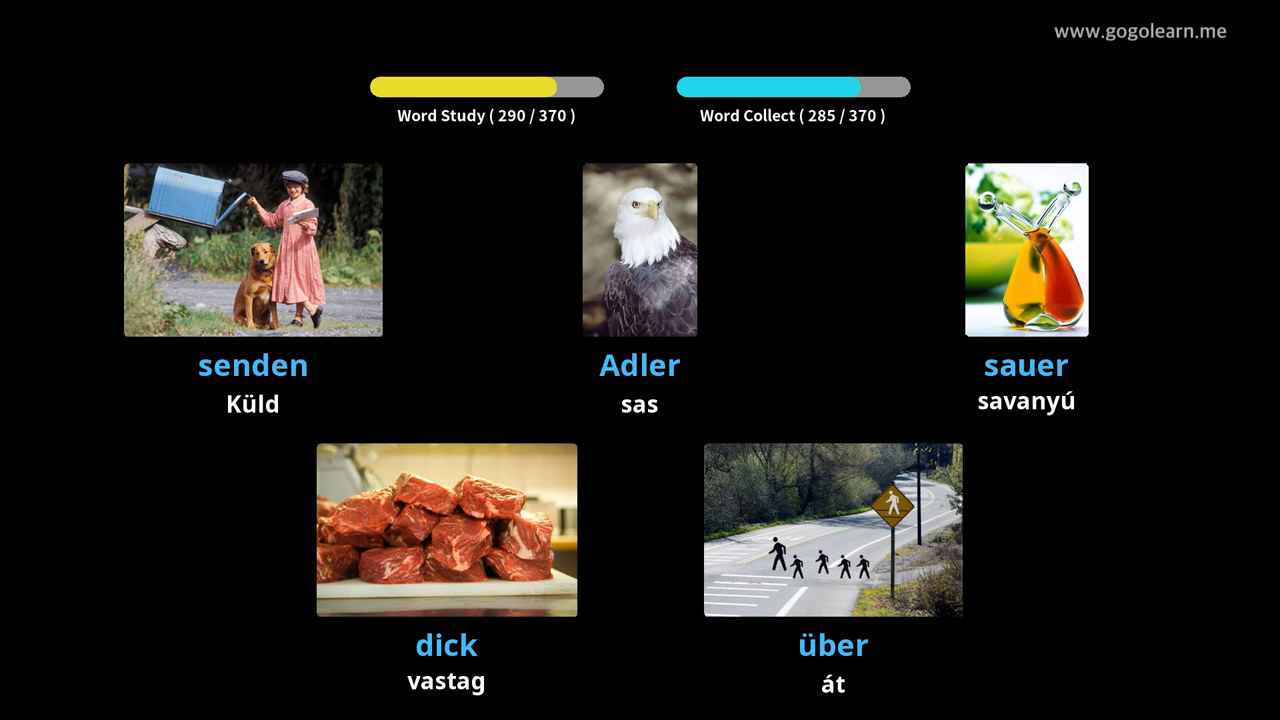 www.gogolearn.me
Word Study ( 290 / 370 )
Word Collect ( 285 / 370 )
senden
Küld
Adler
sas
sauer
savanyú
dick
vastag
über
át